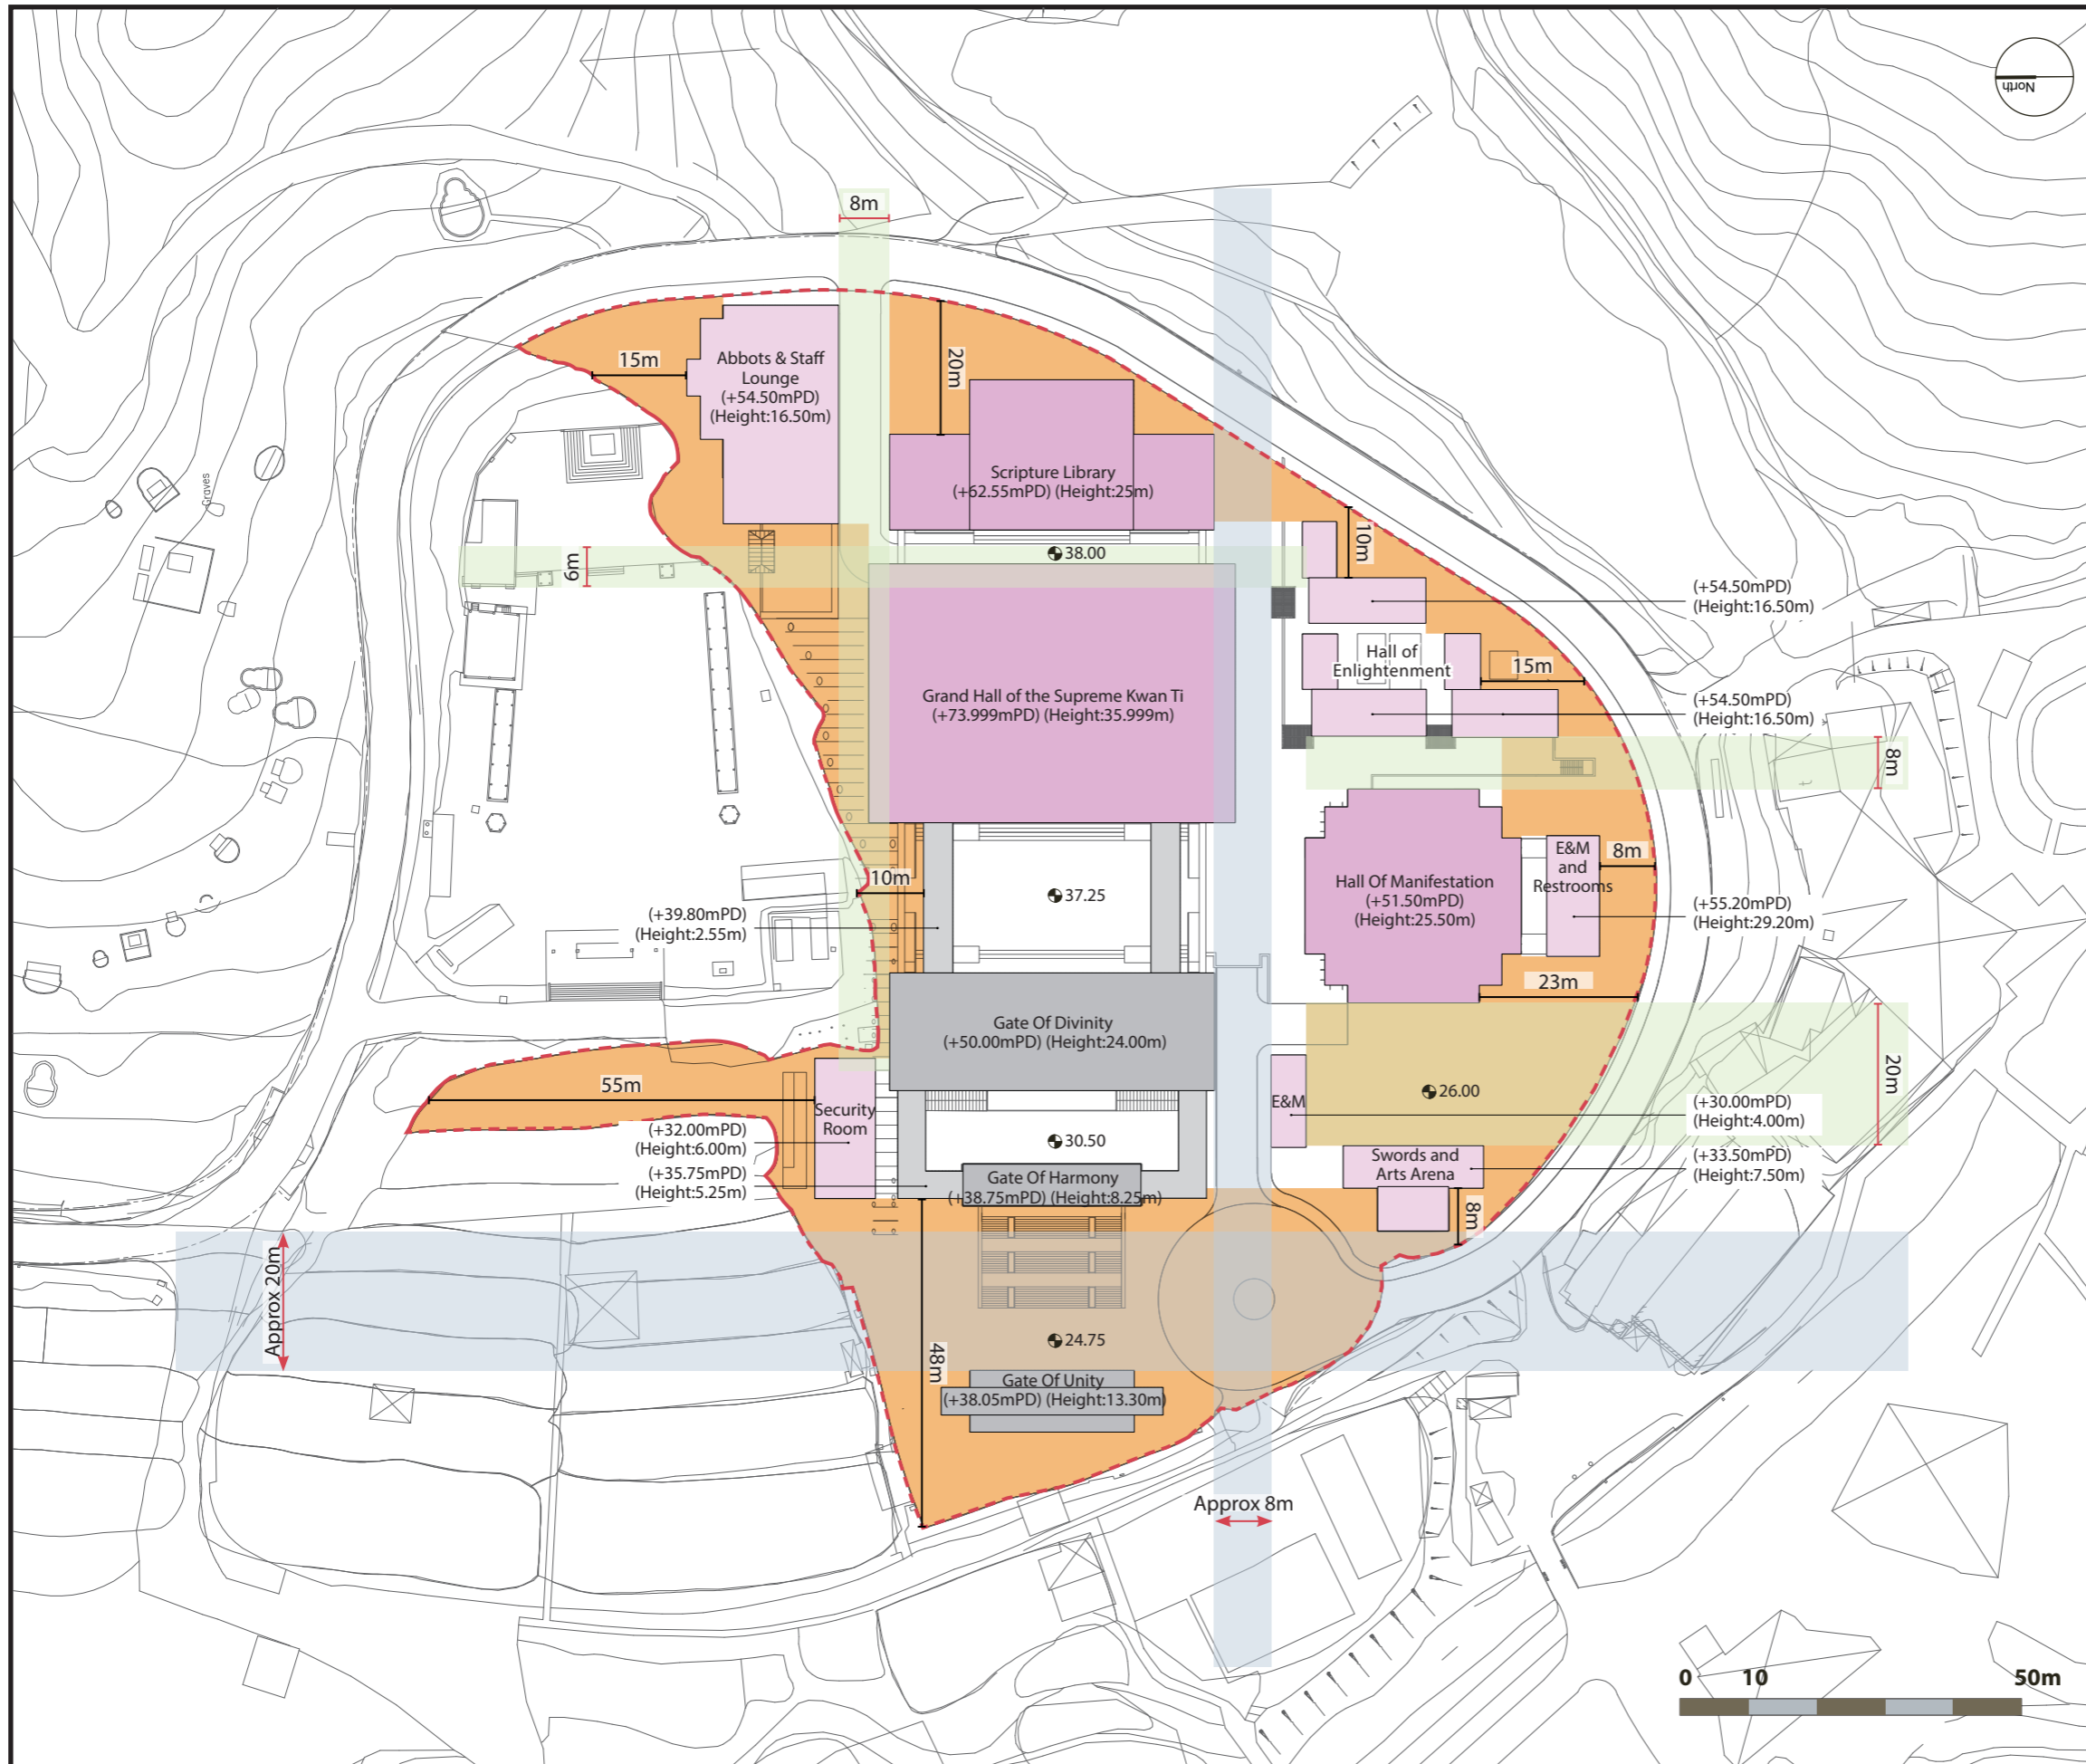 North
8m
15m
Abbots & Staff
Lounge
(+54.50mPD)
(Height:16.50m)
20m
Scripture Library
(+62.55mPD) (Height:25m)
Graves
6m
38.00
10m
(+54.50mPD)
(Height:16.50m)
Hall of
Enlightenment
15m
Grand Hall of the Supreme Kwan Ti
(+73.999mPD) (Height:35.999m)
(+54.50mPD)
(Height:16.50m)
8m
E&M
and
Restrooms
8m
10m
37.25
Hall Of Manifestation
(+51.50mPD)
(Height:25.50m)
(+39.80mPD)
(Height:2.55m)
(+55.20mPD)
(Height:29.20m)
23m
Gate Of Divinity
(+50.00mPD) (Height:24.00m)
55m
20m
26.00
Security
Room
E&M
(+30.00mPD)
(Height:4.00m)
(+32.00mPD)
(Height:6.00m)
30.50
Swords and
Arts Arena
(+33.50mPD)
(Height:7.50m)
(+35.75mPD)
(Height:5.25m)
Gate Of Harmony
(+38.75mPD) (Height:8.25m)
8m
Approx 20m
24.75
48m
Gate Of Unity
(+38.05mPD) (Height:13.30m)
Approx 8m
0 10 50m